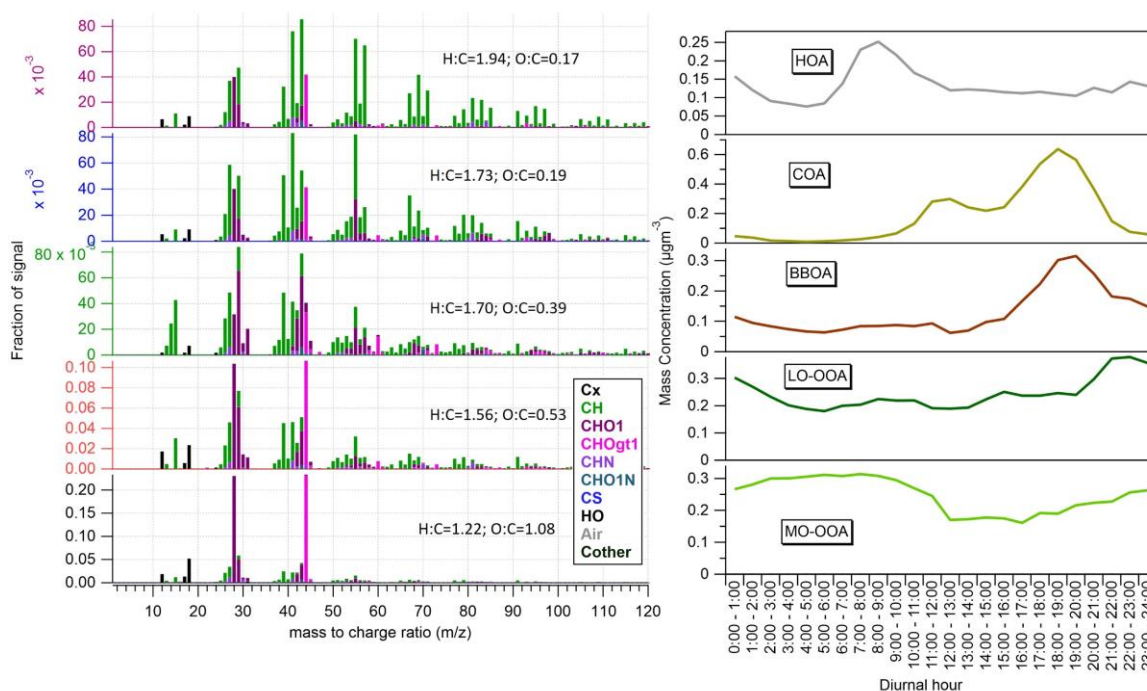 80
60
40
20
0
x 10⁻³
H:C=1.94; O:C=0.17
80
60
40
20
0
x 10⁻³
H:C=1.73; O:C=0.19
80 x 10
60
40
20
0
H:C=1.70; O:C=0.39
0.10
0.08
0.06
0.04
0.02
0.00
H:C=1.56; O:C=0.53
0.20
0.15
0.10
0.05
0.00
H:C=1.22; O:C=1.08
Fraction of signal
Cx
CH
CHO1
CHOgt1
CHN
CHO1N
CS
HO
Air
Cother
10 20 30 40 50 60 70 80 90 100 110 120
mass to charge ratio (m/z)
0.25
0.2
0.15
0.1
0.05
0
HOA
0.6
0.4
0.2
0
COA
0.3
0.2
0.1
0
BBOA
0.3
0.2
0.1
0
LO-OOA
0.3
0.2
0.1
0
MO-OOA
Mass Concentration (µgm⁻³)
0:00 - 1:00
1:00 - 2:00
2:00 - 3:00
3:00 - 4:00
4:00 - 5:00
5:00 - 6:00
6:00 - 7:00
7:00 - 8:00
8:00 - 9:00
9:00 - 10:00
10:00 - 11:00
11:00 - 12:00
12:00 - 13:00
13:00 - 14:00
14:00 - 15:00
15:00 - 16:00
16:00 - 17:00
17:00 - 18:00
18:00 - 19:00
19:00 - 20:00
20:00 - 21:00
21:00 - 22:00
22:00 - 23:00
Diurnal hour